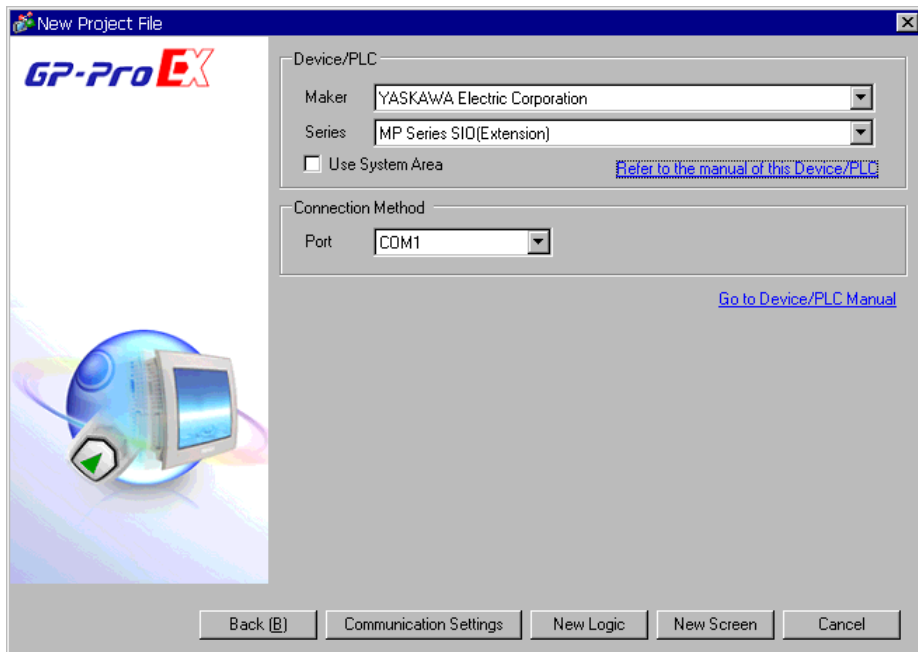 New Project File
GP-Pro EX
Device/PLC
Maker YASKAWA Electric Corporation
Series MP Series SIO(Extension)
Use System Area Refer to the manual of this Device/PLC
Connection Method
Port COM1
Go to Device/PLC Manual
Back (B) Communication Settings New Logic New Screen Cancel